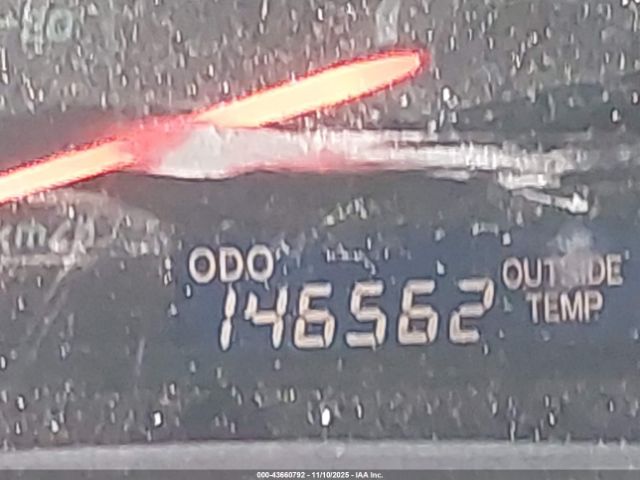 ODO
146562
OUTSIDE
TEMP
000-43660792 - 11/10/2025 - IAA Inc.